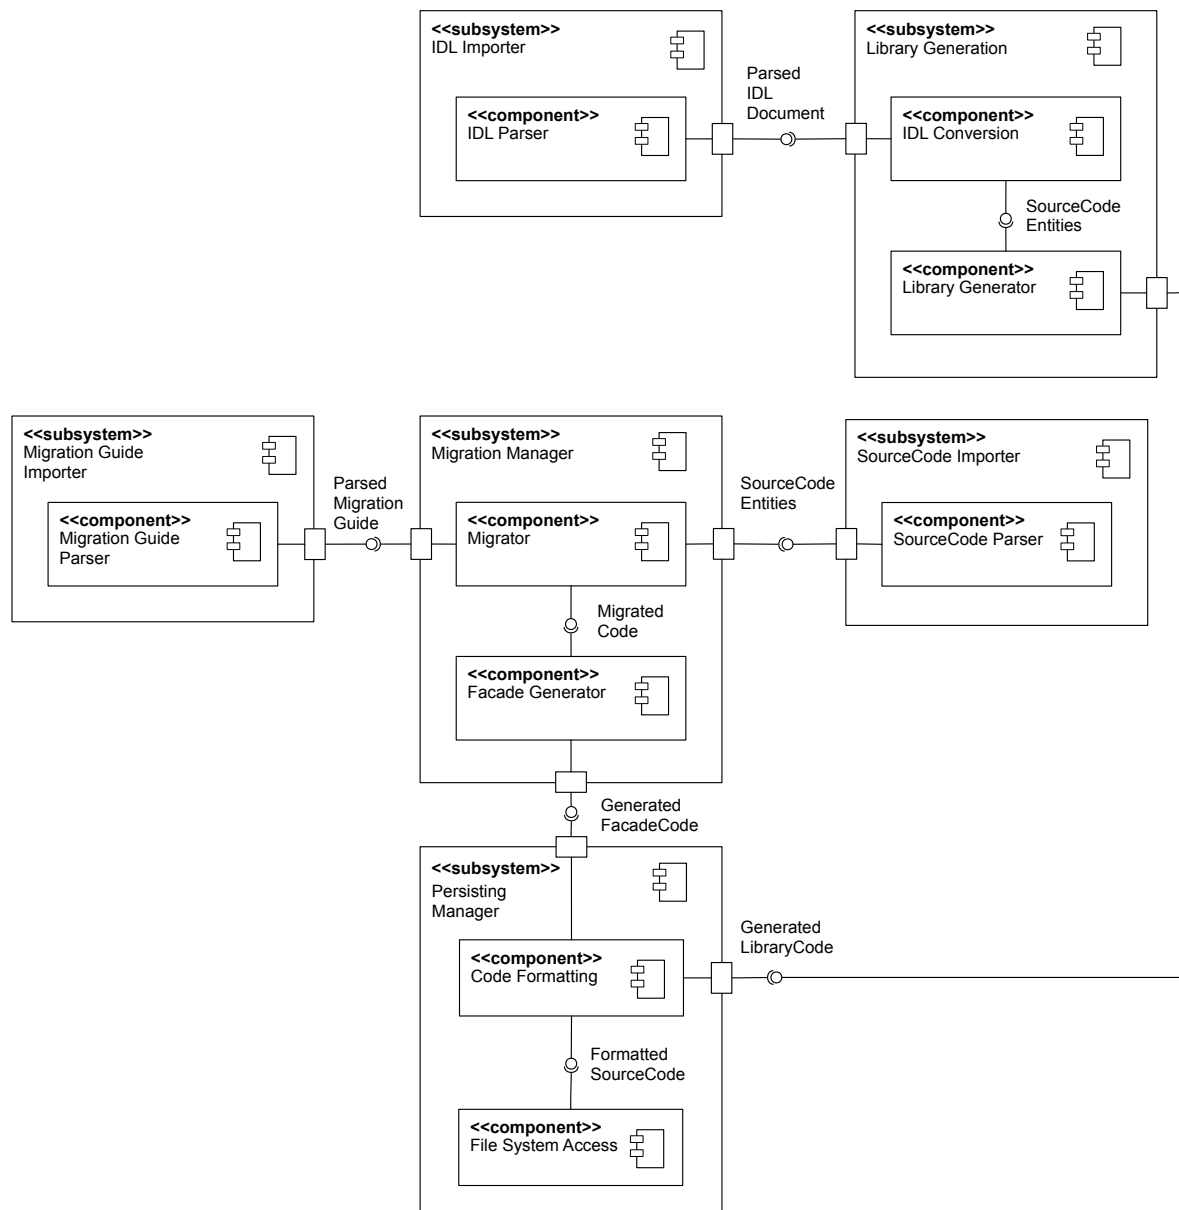 <<subsystem>>
IDL Importer
<<component>>
IDL Parser
Parsed
IDL
Document
<<subsystem>>
Library Generation
<<component>>
IDL Conversion
SourceCode
Entities
<<component>>
Library Generator
<<subsystem>>
Migration Guide
Importer
<<component>>
Migration Guide
Parser
Parsed
Migration
Guide
<<subsystem>>
Migration Manager
<<component>>
Migrator
SourceCode
Entities
<<subsystem>>
SourceCode Importer
<<component>>
SourceCode Parser
Migrated
Code
<<component>>
Facade Generator
Generated
FacadeCode
<<subsystem>>
Persisting
Manager
<<component>>
Code Formatting
Generated
LibraryCode
Formatted
SourceCode
<<component>>
File System Access